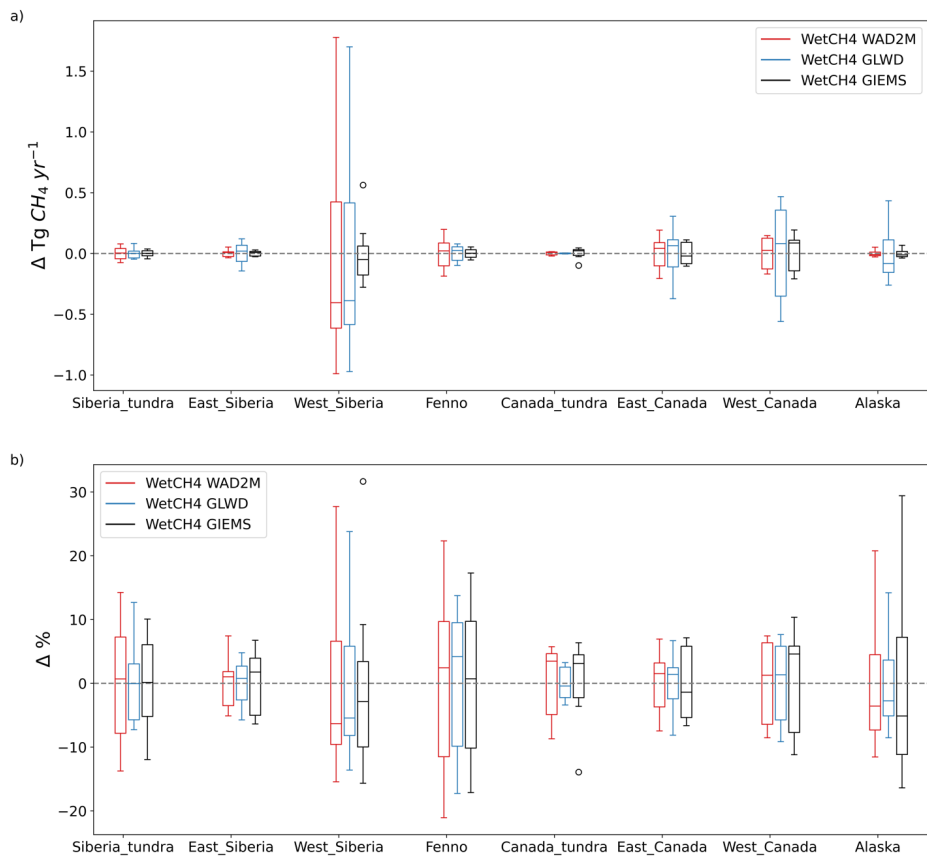 a)
WetCH4 WAD2M
WetCH4 GLWD
WetCH4 GIEMS
Δ Tg CH₄ yr⁻¹
1.5
1.0
0.5
0.0
−0.5
−1.0
Siberia_tundra East_Siberia West_Siberia Fenno Canada_tundra East_Canada West_Canada Alaska
b)
WetCH4 WAD2M
WetCH4 GLWD
WetCH4 GIEMS
Δ %
30
20
10
0
−10
−20
Siberia_tundra East_Siberia West_Siberia Fenno Canada_tundra East_Canada West_Canada Alaska